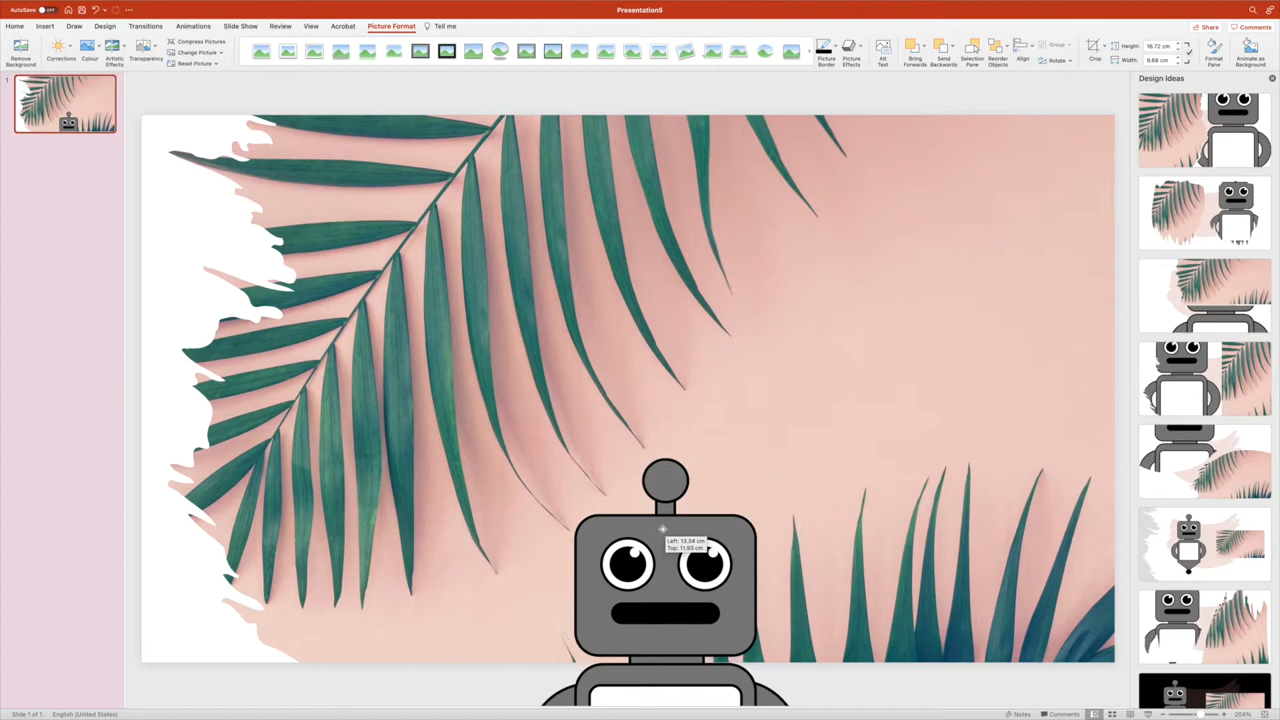 AutoSave OFF
Presentation5
Home Insert Draw Design Transitions Animations Slide Show Review View Acrobat Picture Format Tell me
Share Comments
Remove Background
Corrections
Colour
Artistic Effects
Transparency
Compress Pictures
Change Picture
Reset Picture
Picture Border
Picture Effects
Alt Text
Bring Forwards
Send Backwards
Selection Pane
Reorder Objects
Align
Group
Rotate
Crop
Height: 16.72 cm
Width: 9.68 cm
Format Pane
Animate as Background
1
Design Ideas
Left: 13.34 cm
Top: 11.93 cm
Slide 1 of 1 English (United States) Notes Comments 204%